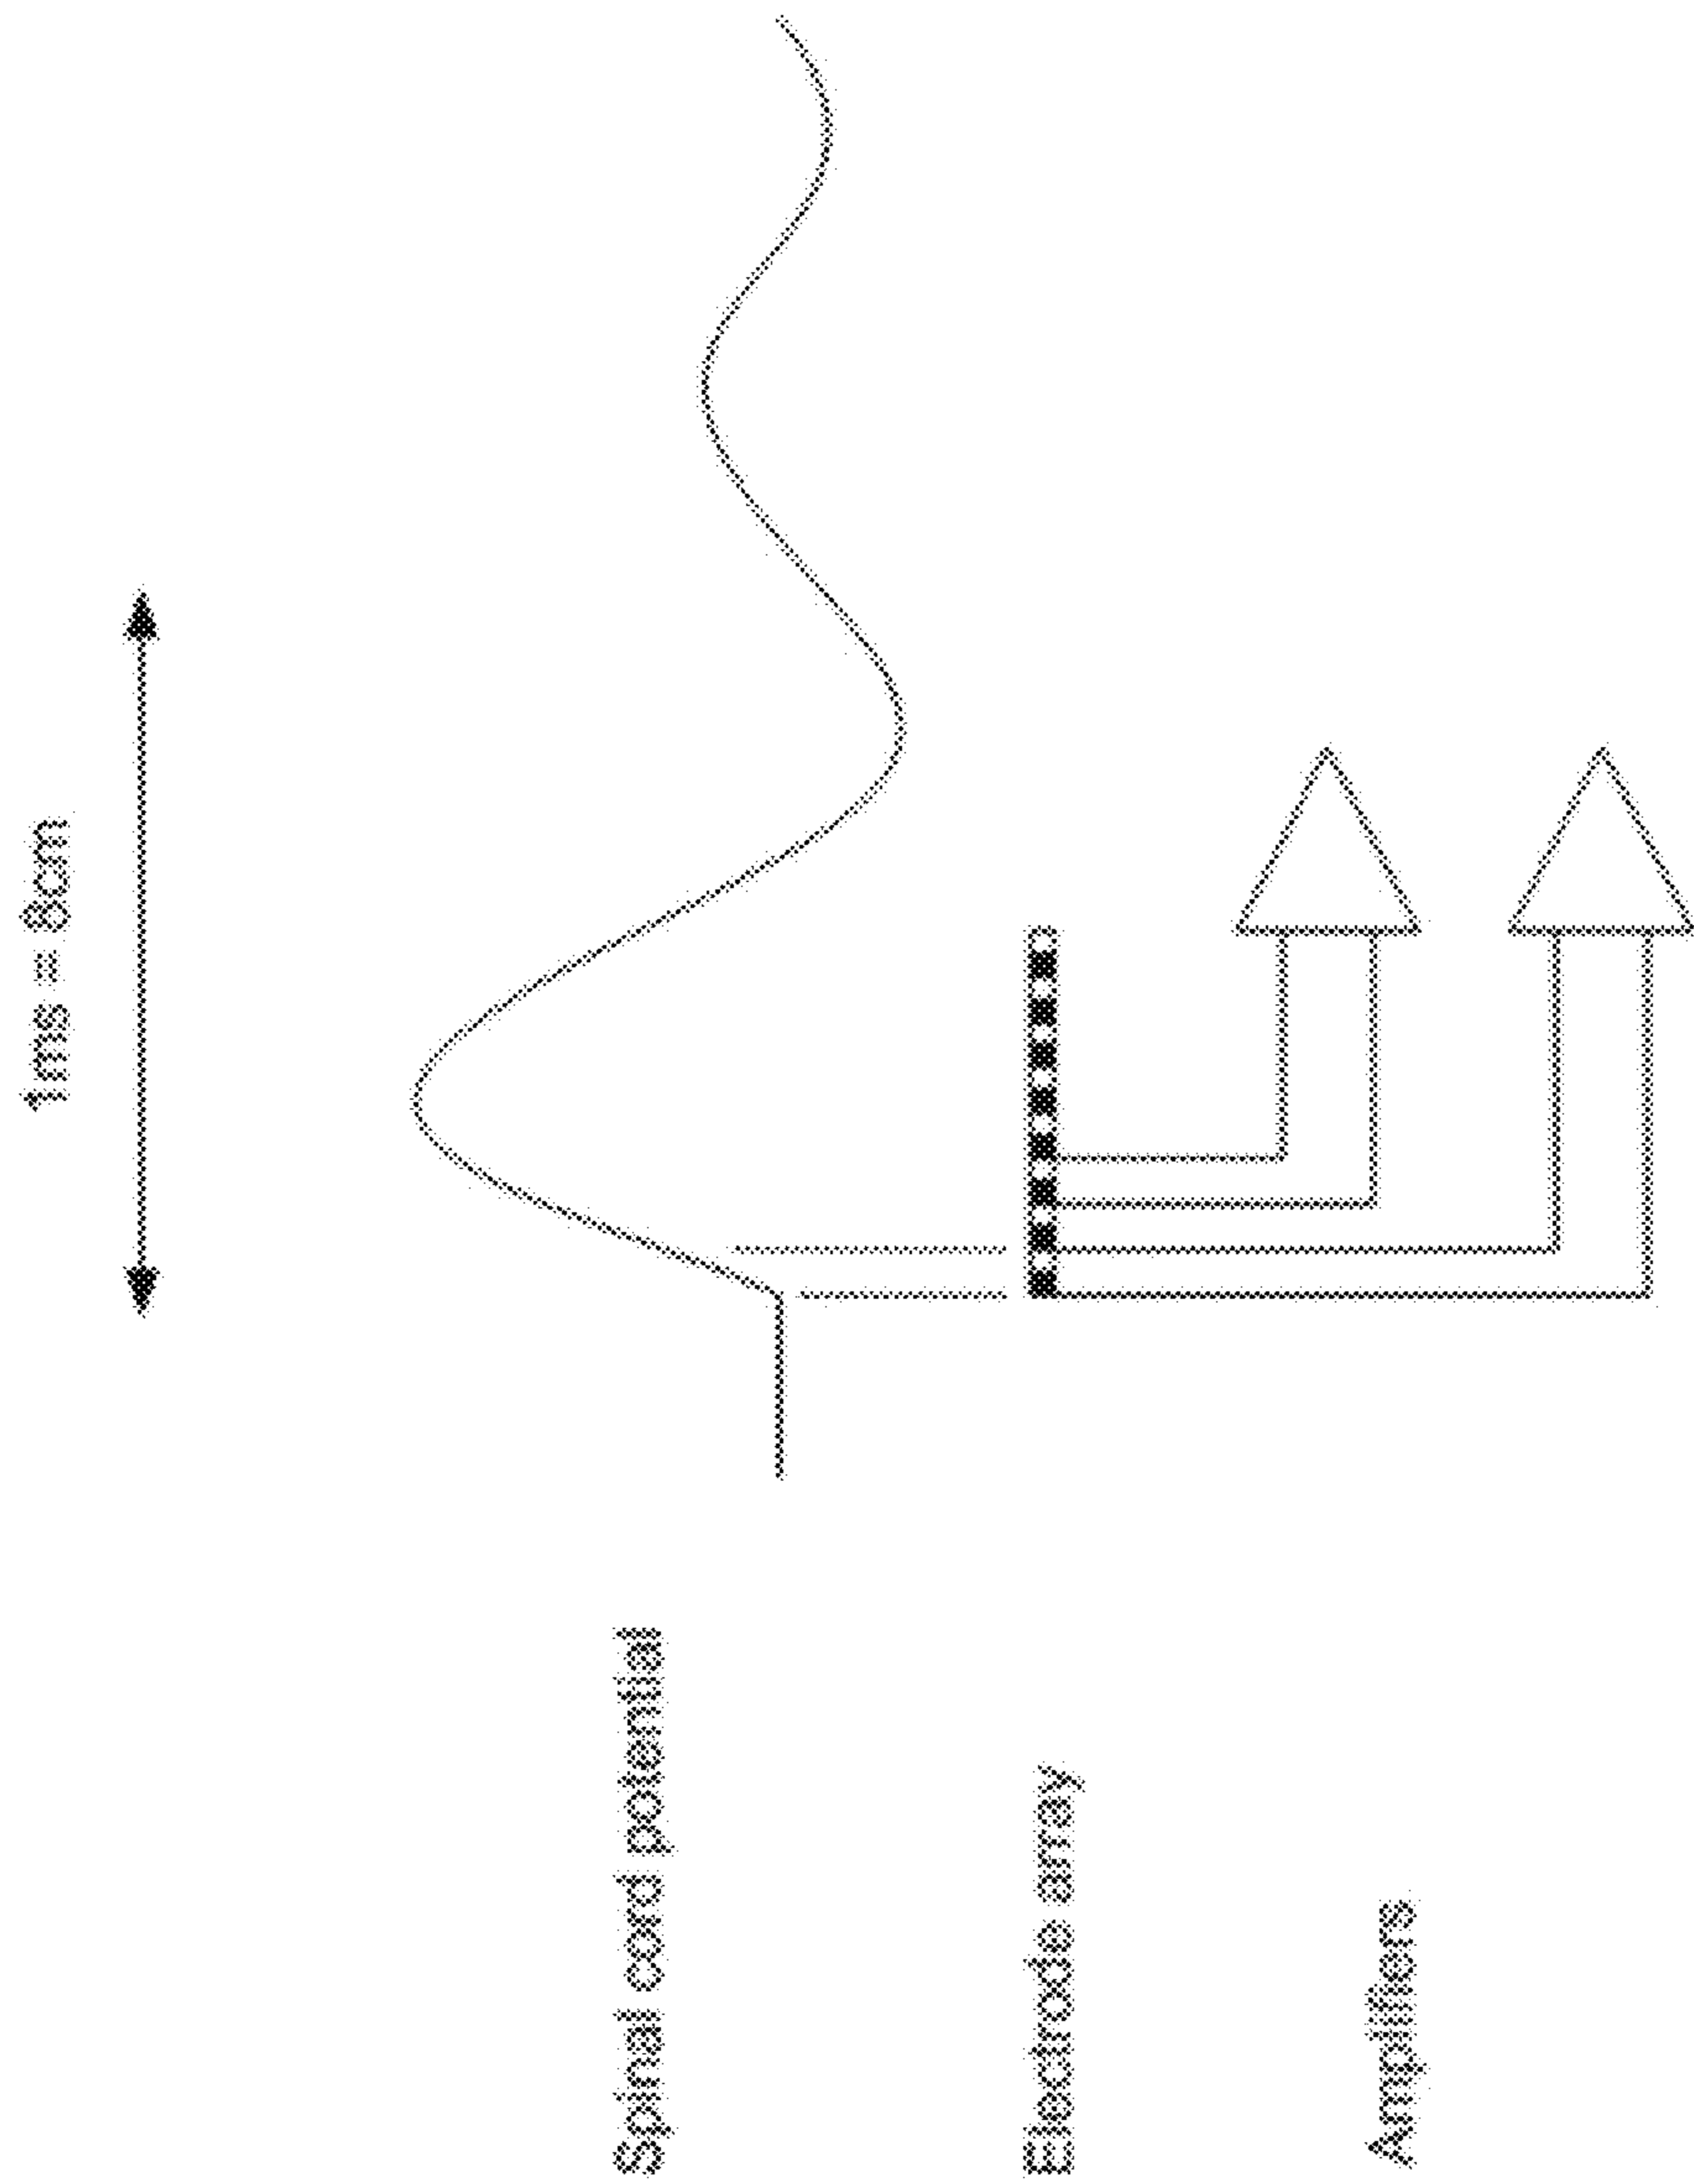 1ms = 8cm
Spinal cord potential
Electrode array
Amplifiers